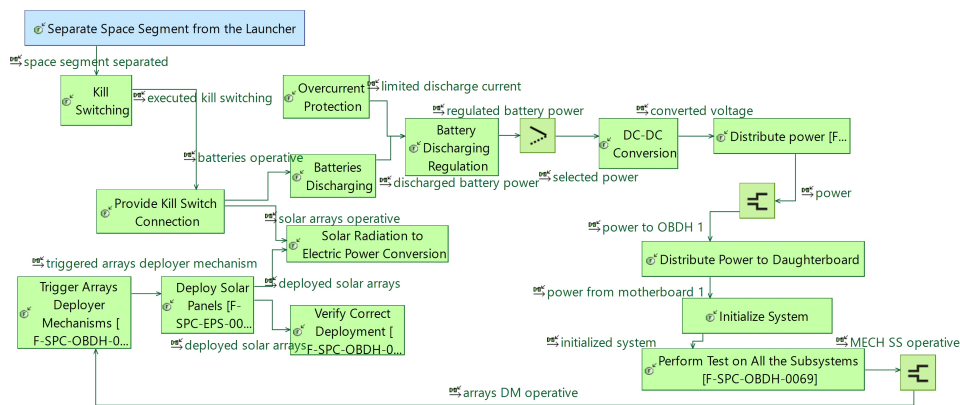 Separate Space Segment from the Launcher
space segment separated
Kill
Switching
executed kill switching
Overcurrent
Protection
limited discharge current
regulated battery power
converted voltage
Battery
Discharging
Regulation
DC-DC
Conversion
Distribute power [F...
batteries operative
Batteries
Discharging
discharged battery power
selected power
power
Provide Kill Switch
Connection
solar arrays operative
power to OBDH 1
Solar Radiation to
Electric Power Conversion
Distribute Power to Daughterboard
triggered arrays deployer mechanism
deployed solar arrays
power from motherboard 1
Trigger Arrays
Deployer
Mechanisms [
F-SPC-OBDH-0...
Deploy Solar
Panels [F-
SPC-EPS-00...
Verify Correct
Deployment [
F-SPC-OBDH-0...
Initialize System
deployed solar arrays
initialized system
MECH SS operative
Perform Test on All the Subsystems
[F-SPC-OBDH-0069]
arrays DM operative